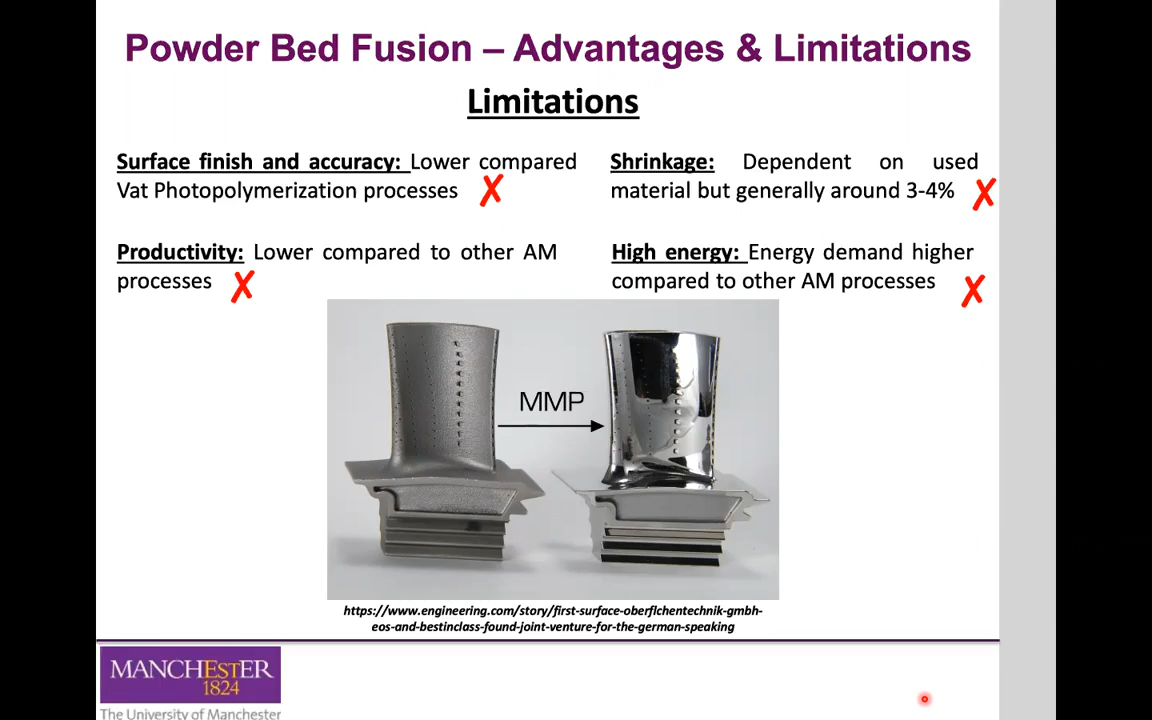 Powder Bed Fusion – Advantages & Limitations
Limitations
Surface finish and accuracy: Lower compared
Vat Photopolymerization processes ✗
Productivity: Lower compared to other AM
processes ✗
Shrinkage: Dependent on used
material but generally around 3-4% ✗
High energy: Energy demand higher
compared to other AM processes ✗
MMP
https://www.engineering.com/story/first-surface-oberflchentechnik-gmbh-
eos-and-bestinclass-found-joint-venture-for-the-german-speaking
MANCHESTER
1824
The University of Manchester